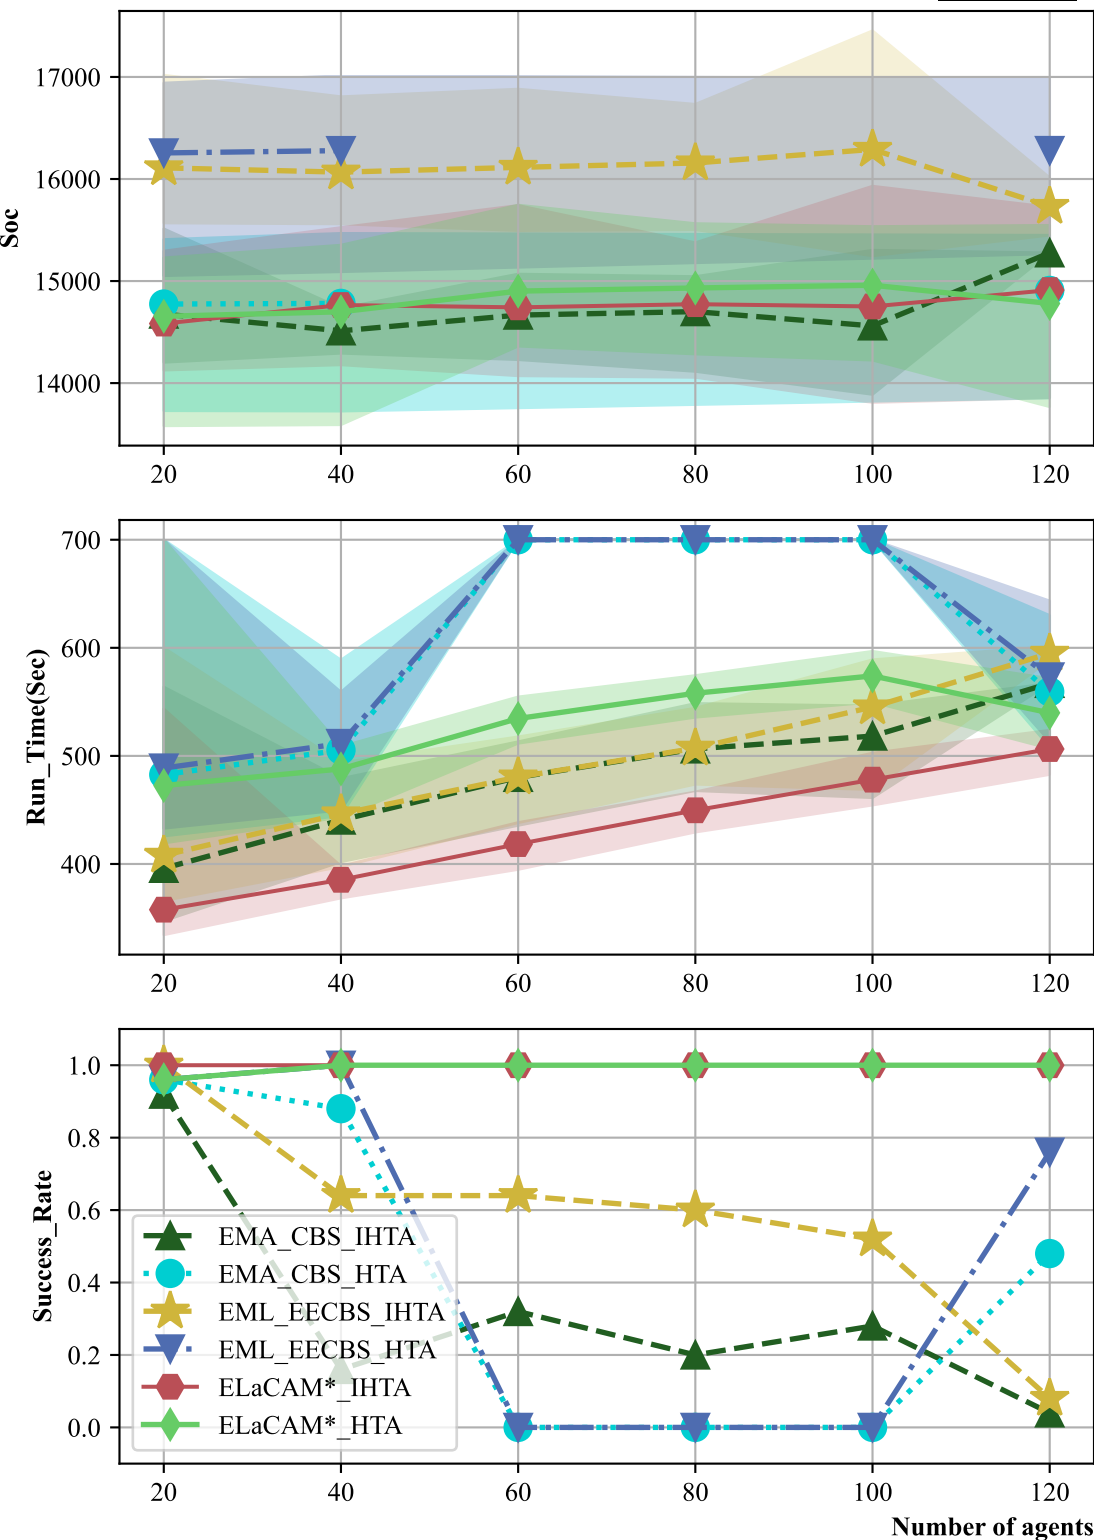 17000
16000
15000
14000
Soc
20 40 60 80 100 120
700
600
500
400
Run_Time(Sec)
20 40 60 80 100 120
1.0
0.8
0.6
0.4
0.2
0.0
Success_Rate
EMA_CBS_IHTA
EMA_CBS_HTA
EML_EECBS_IHTA
EML_EECBS_HTA
ELaCAM*_IHTA
ELaCAM*_HTA
20 40 60 80 100 120
Number of agents